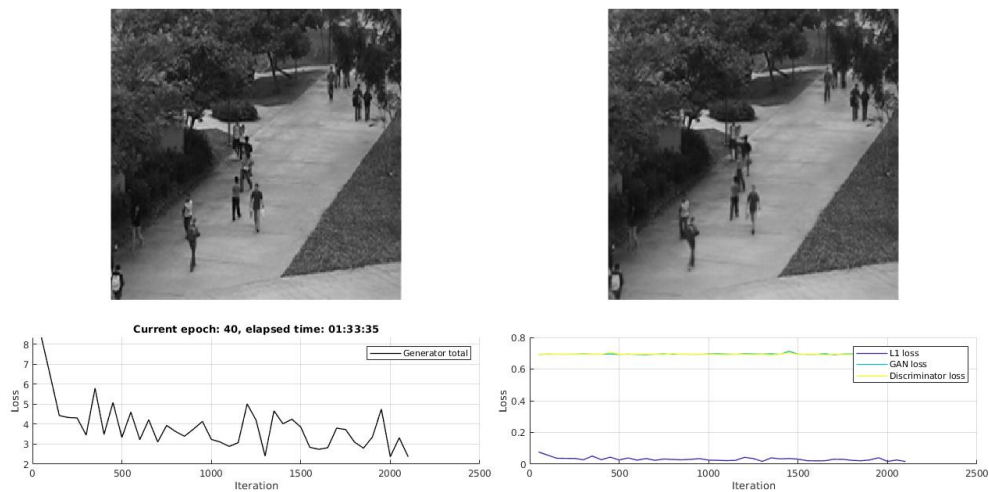 Current epoch: 40, elapsed time: 01:33:35
8
7
6
5
4
3
2
Loss
Generator total
0 500 1000 1500 2000 2500
Iteration
0.8
0.6
0.4
0.2
0
Loss
L1 loss
GAN loss
Discriminator loss
0 500 1000 1500 2000 2500
Iteration